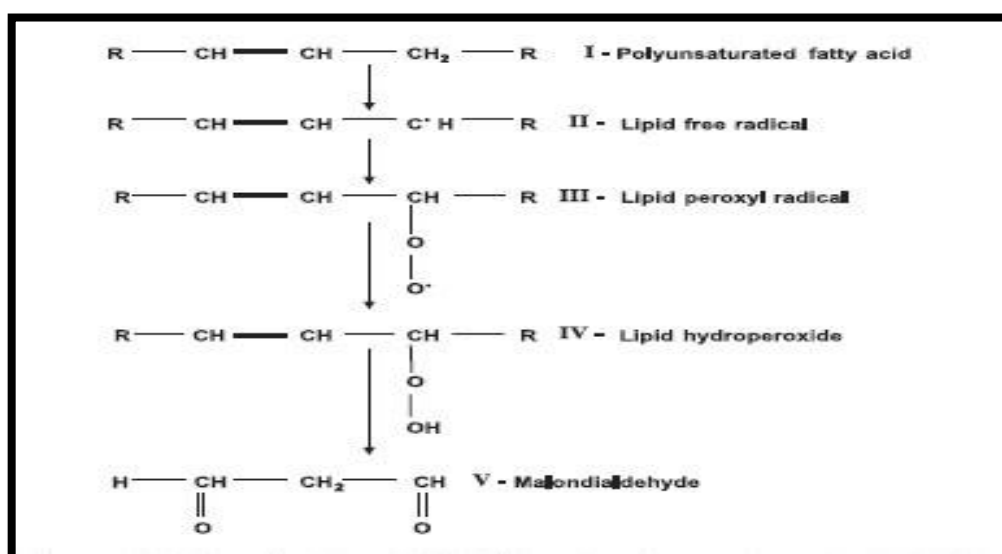 R CH CH CH₂ R I - Polyunsaturated fatty acid
R CH CH C· H R II - Lipid free radical
R CH CH CH R III - Lipid peroxyl radical
O
O·
R CH CH CH R IV - Lipid hydroperoxide
O
OH
H CH CH₂ CH V - Malondialdehyde
O O